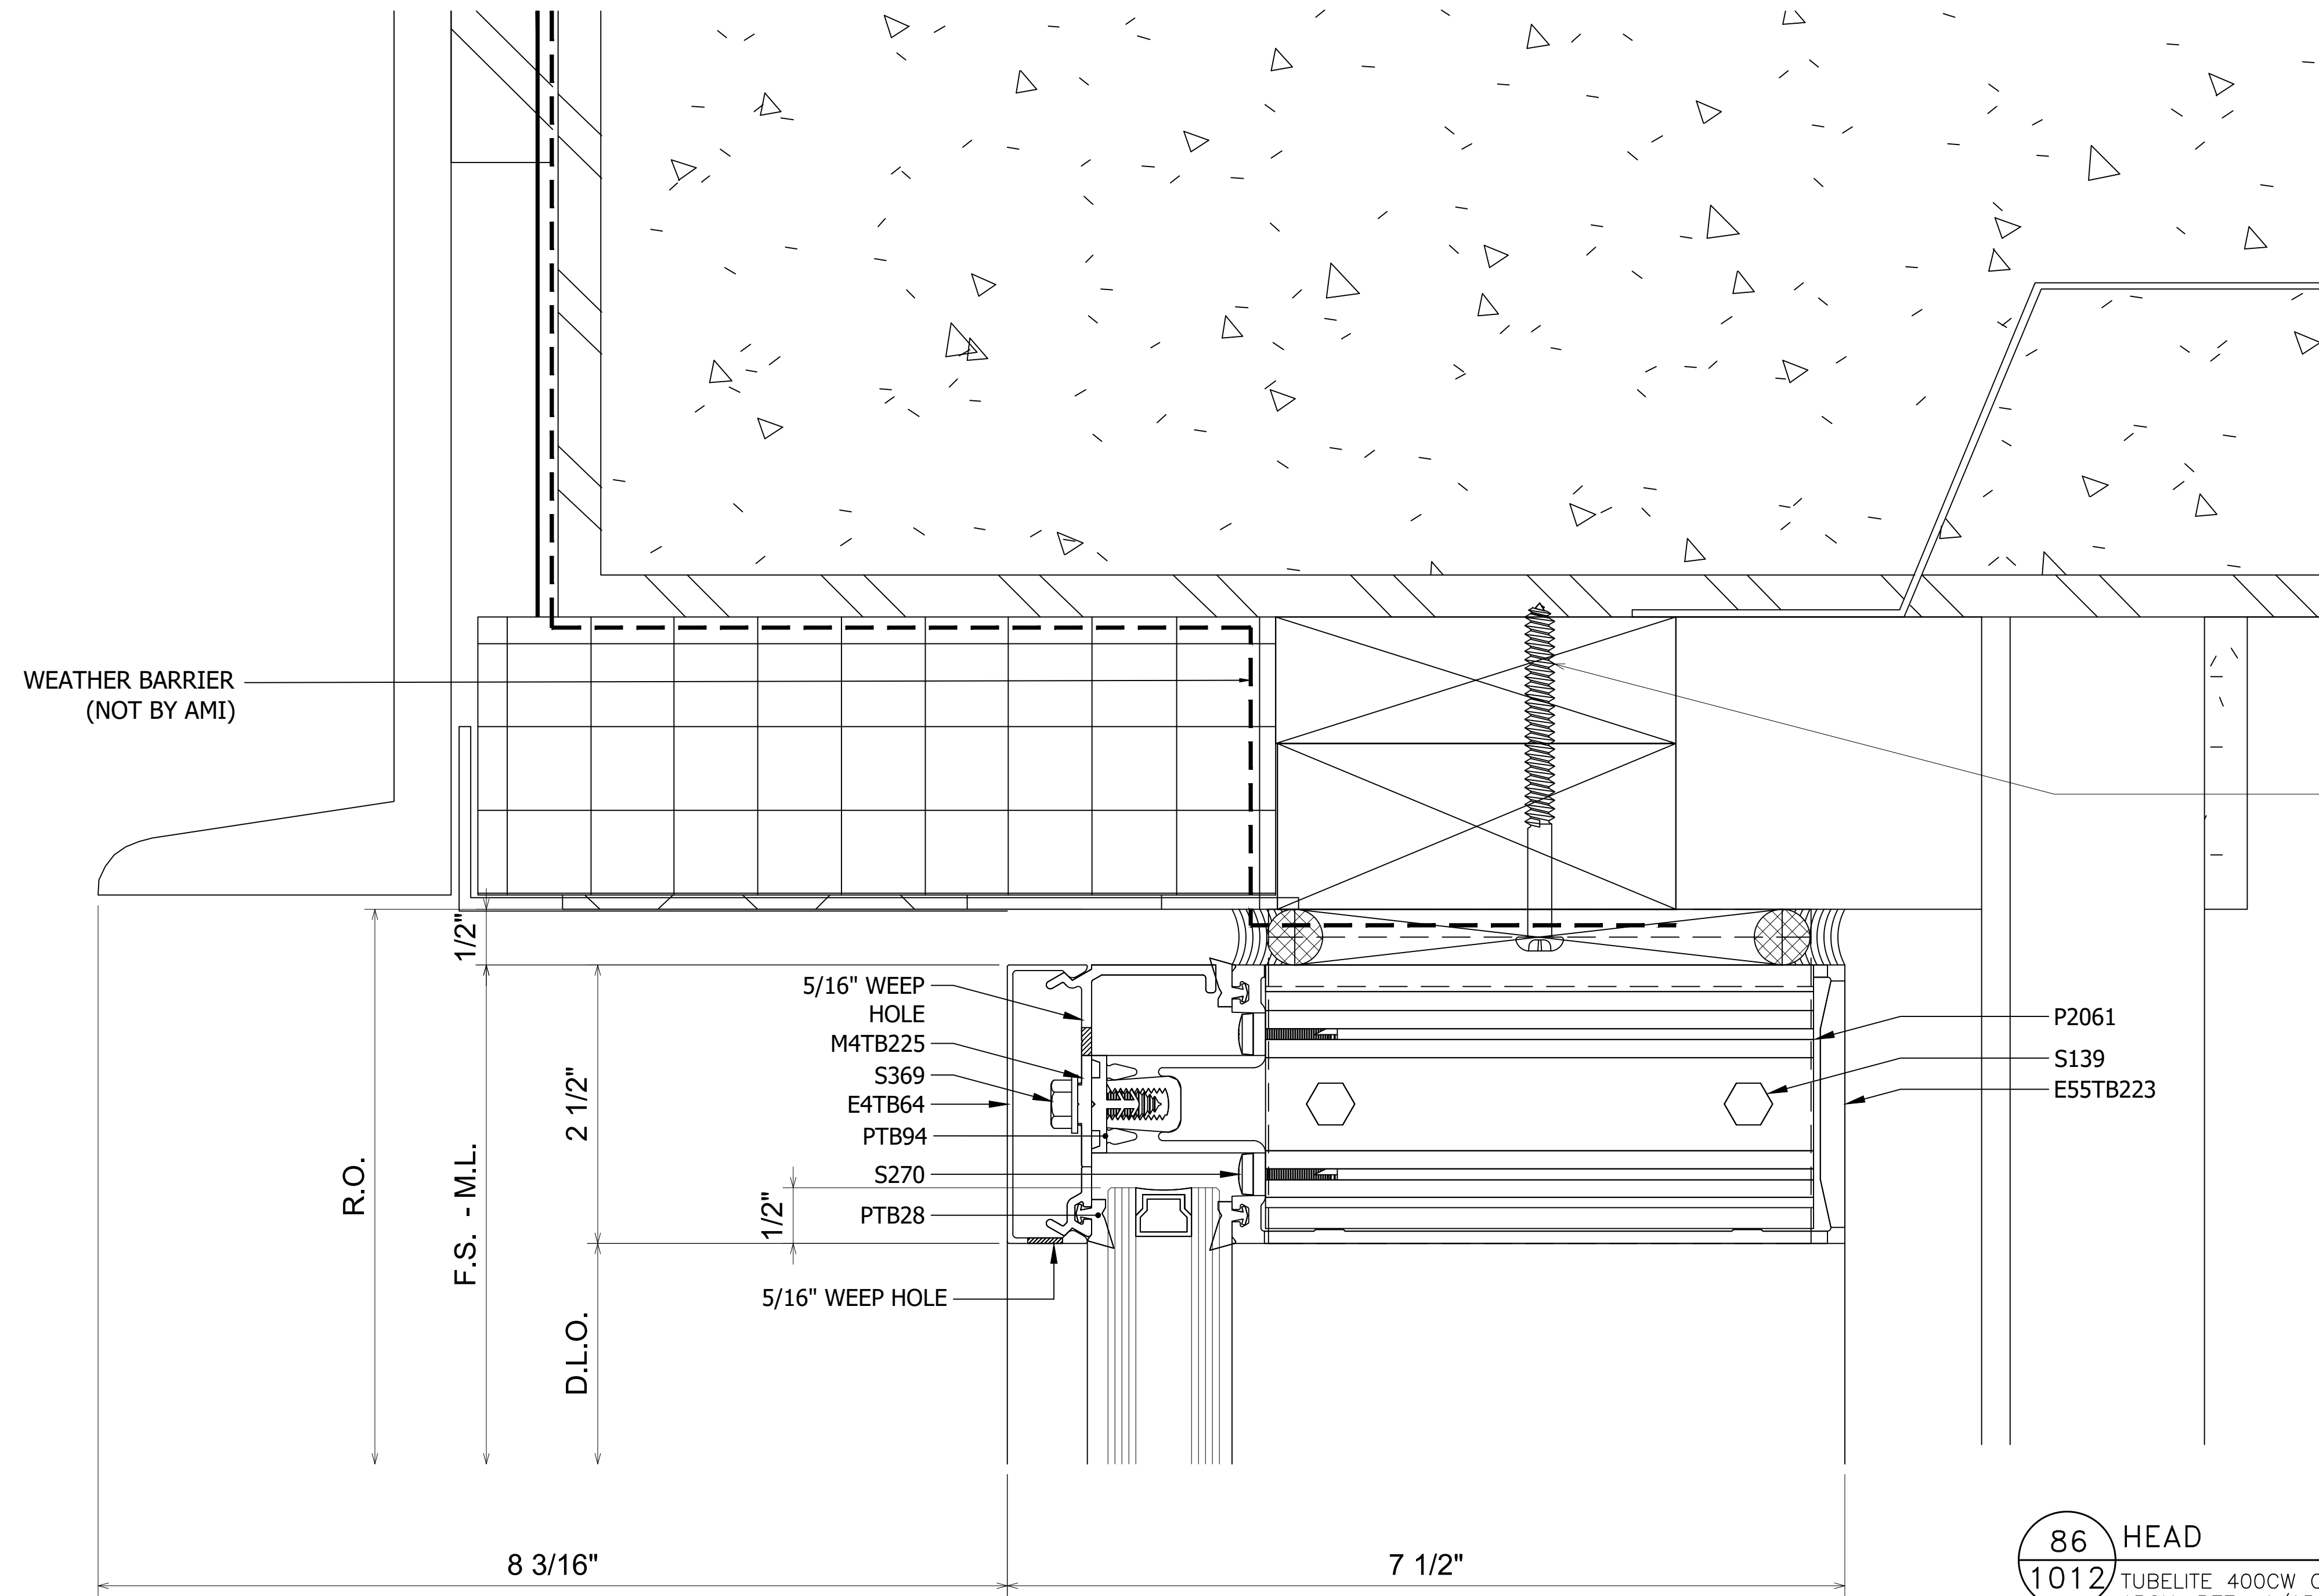 WEATHER BARRIER
(NOT BY AMI)
1/2"
5/16" WEEP
HOLE
M4TB225
S369
E4TB64
PTB94
S270
PTB28
5/16" WEEP HOLE
P2061
S139
E55TB223
2 1/2"
1/2"
R.O.
F.S. - M.L.
D.L.O.
8 3/16"
7 1/2"
86
HEAD
1012
TUBELITE 400CW